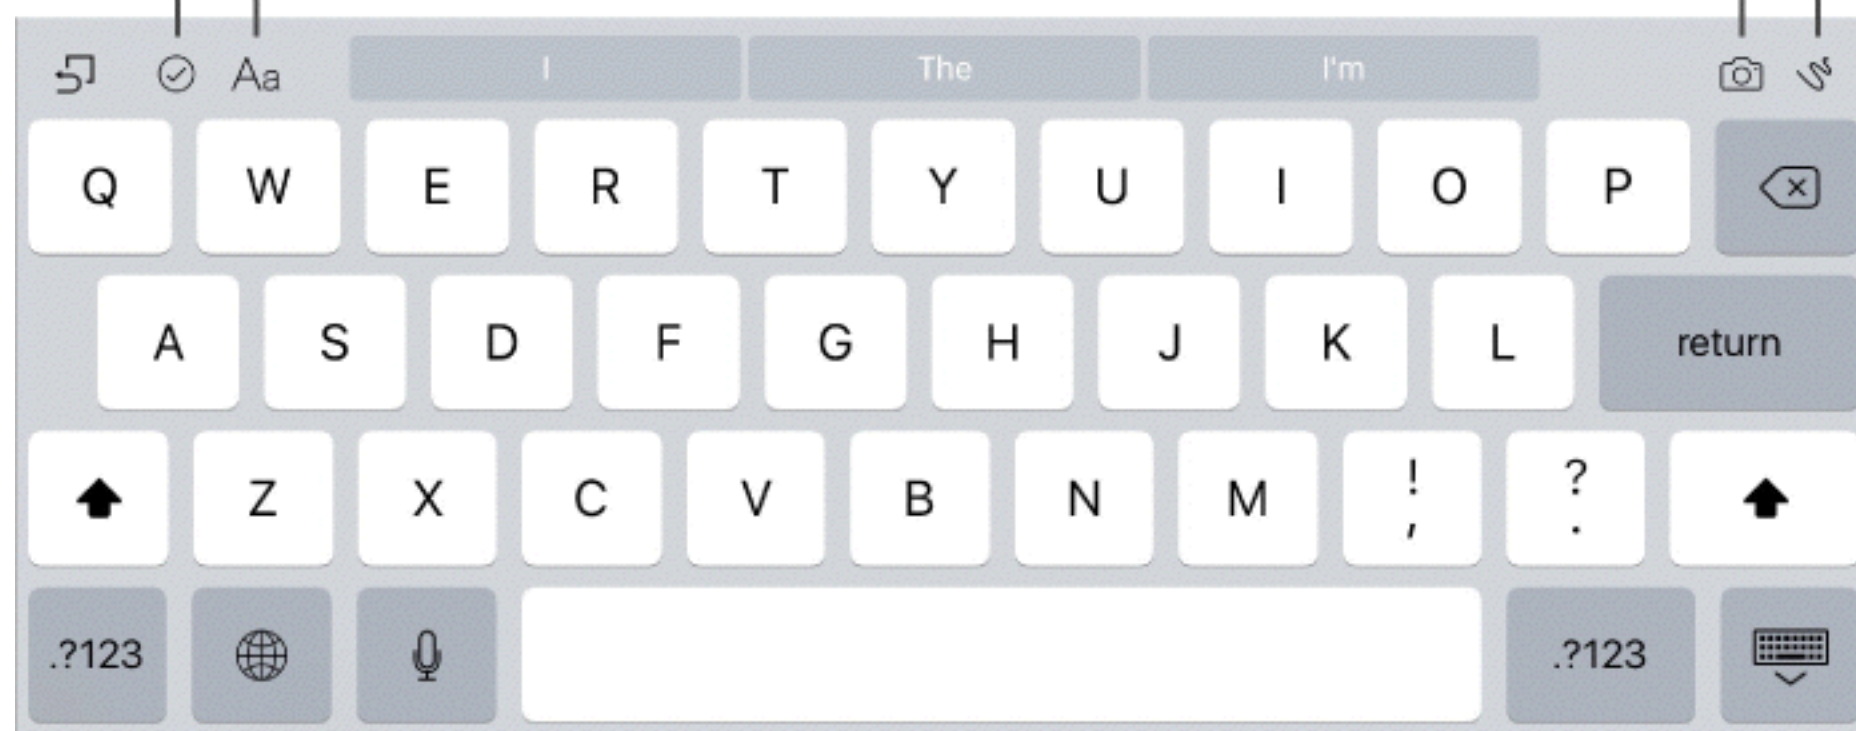 Aa I The I'm
Q W E R T Y U I O P
A S D F G H J K L return
Z X C V B N M ! , ? .
.?123 .?123